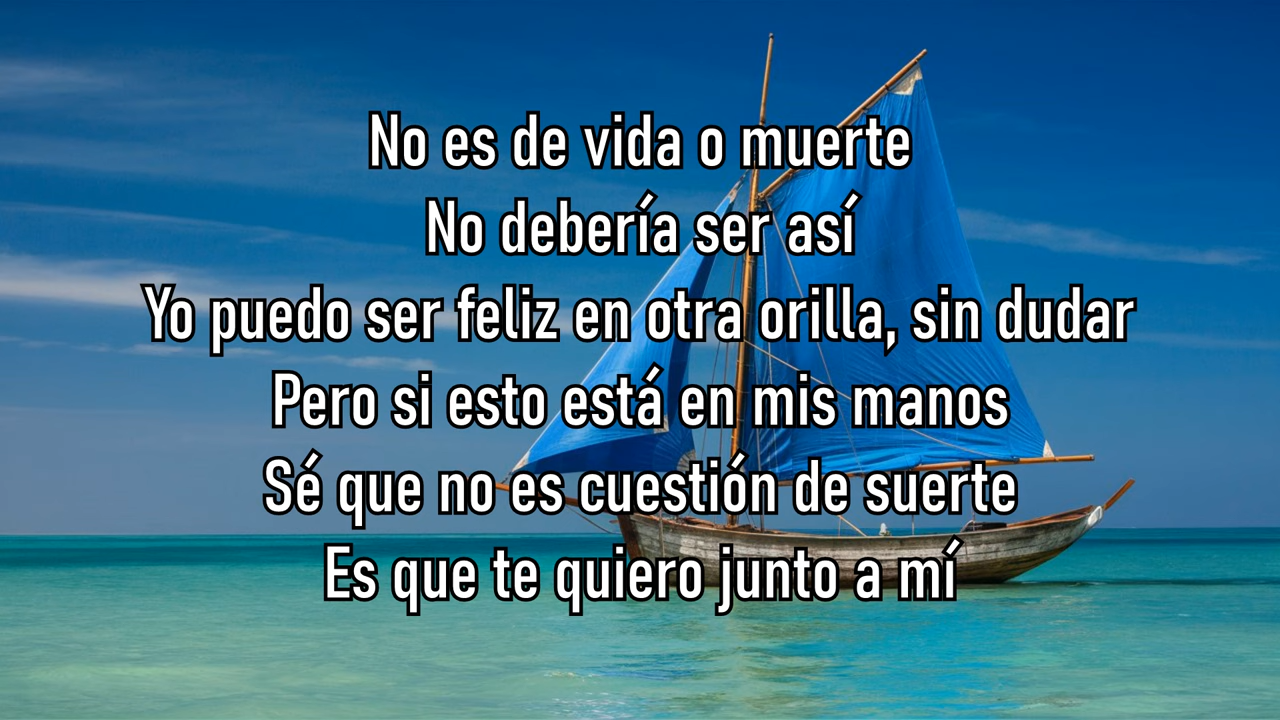 No es de vida o muerte
No debería ser así
Yo puedo ser feliz en otra orilla, sin dudar
Pero si esto está en mis manos
Sé que no es cuestión de suerte
Es que te quiero junto a mí